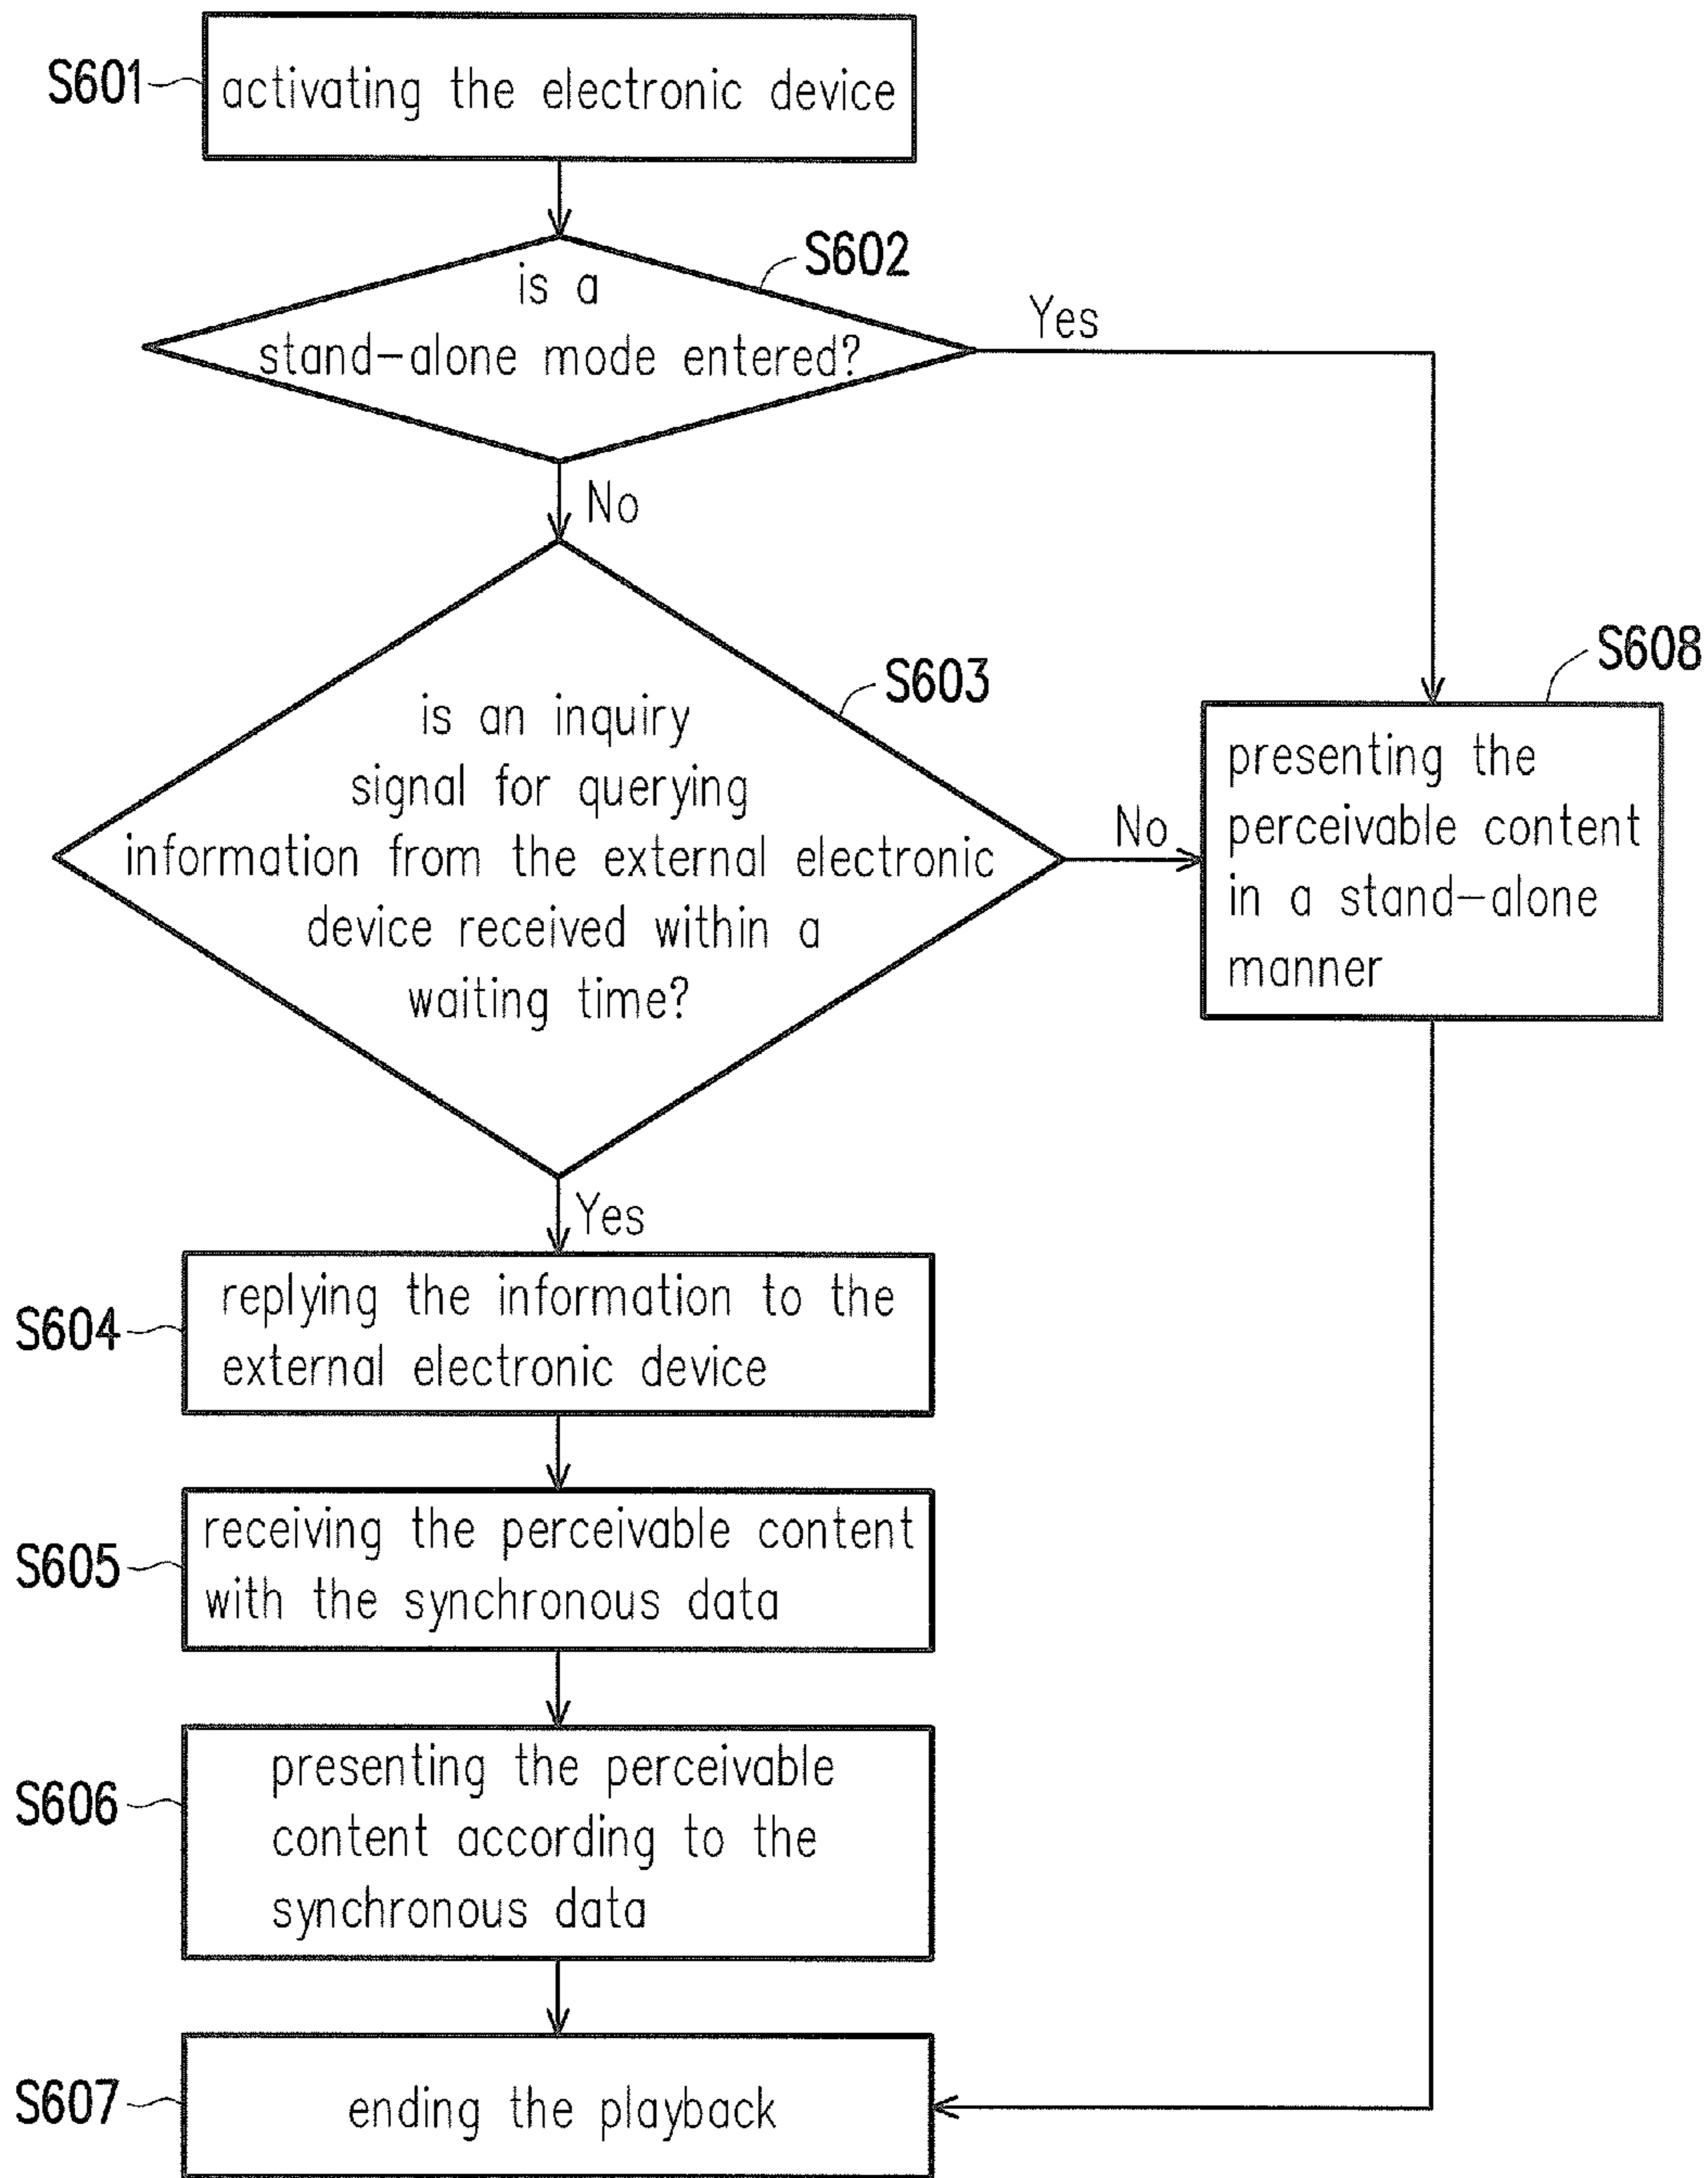 S601
activating the electronic device
S602
is a
stand-alone mode entered?
Yes
No
S603
is an inquiry
signal for querying
information from the external electronic
device received within a
waiting time?
No
S608
presenting the
perceivable content
in a stand-alone
manner
Yes
S604
replying the information to the
external electronic device
S605
receiving the perceivable content
with the synchronous data
S606
presenting the perceivable
content according to the
synchronous data
S607
ending the playback